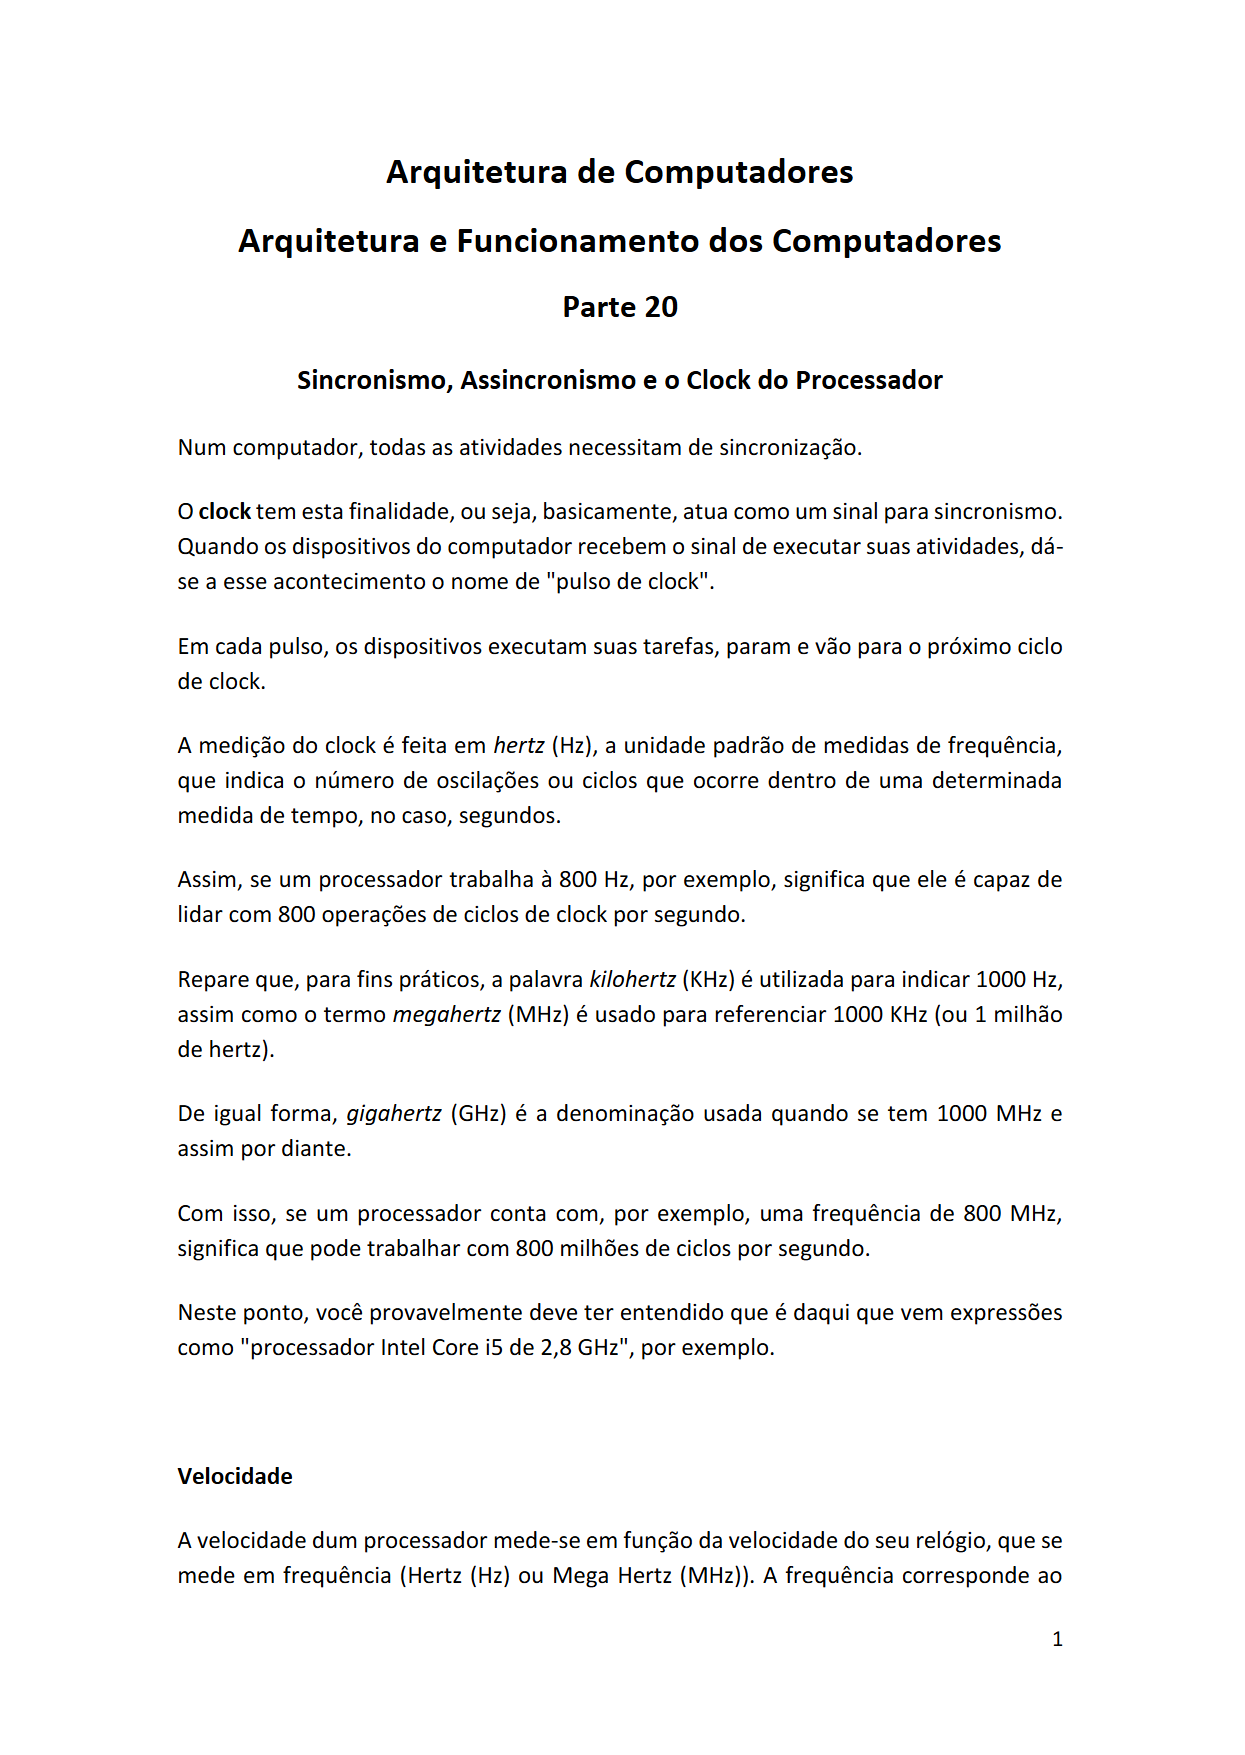 Arquitetura de Computadores
Arquitetura e Funcionamento dos Computadores
Parte 20
Sincronismo, Assincronismo e o Clock do Processador
Num computador, todas as atividades necessitam de sincronização.
O clock tem esta finalidade, ou seja, basicamente, atua como um sinal para sincronismo.
Quando os dispositivos do computador recebem o sinal de executar suas atividades, dá-
se a esse acontecimento o nome de "pulso de clock".
Em cada pulso, os dispositivos executam suas tarefas, param e vão para o próximo ciclo
de clock.
A medição do clock é feita em hertz (Hz), a unidade padrão de medidas de frequência,
que indica o número de oscilações ou ciclos que ocorre dentro de uma determinada
medida de tempo, no caso, segundos.
Assim, se um processador trabalha à 800 Hz, por exemplo, significa que ele é capaz de
lidar com 800 operações de ciclos de clock por segundo.
Repare que, para fins práticos, a palavra kilohertz (KHz) é utilizada para indicar 1000 Hz,
assim como o termo megahertz (MHz) é usado para referenciar 1000 KHz (ou 1 milhão
de hertz).
De igual forma, gigahertz (GHz) é a denominação usada quando se tem 1000 MHz e
assim por diante.
Com isso, se um processador conta com, por exemplo, uma frequência de 800 MHz,
significa que pode trabalhar com 800 milhões de ciclos por segundo.
Neste ponto, você provavelmente deve ter entendido que é daqui que vem expressões
como "processador Intel Core i5 de 2,8 GHz", por exemplo.
Velocidade
A velocidade dum processador mede-se em função da velocidade do seu relógio, que se
mede em frequência (Hertz (Hz) ou Mega Hertz (MHz)). A frequência corresponde ao
1